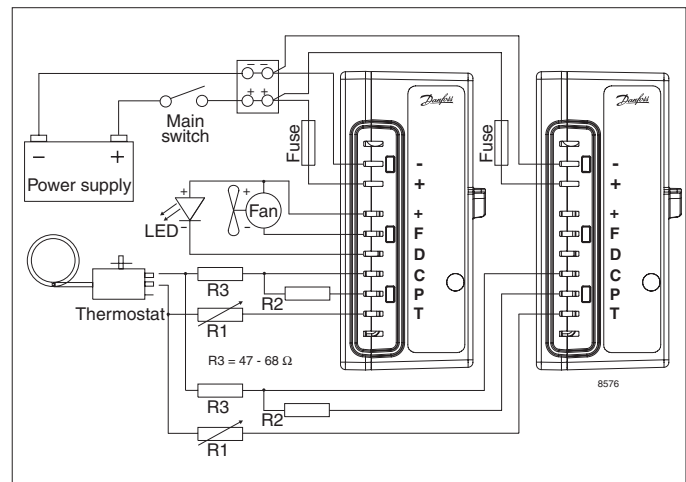 − −
+ +
Main
switch
− +
Power supply
Fuse
Fuse
Danfoss
Danfoss
-
+
+
F
D
C
P
T
-
+
+
F
D
C
P
T
+
LED
-
+
Fan
-
Thermostat
R3
R2
R1
R3 = 47 - 68 Ω
R3
R2
R1
8576